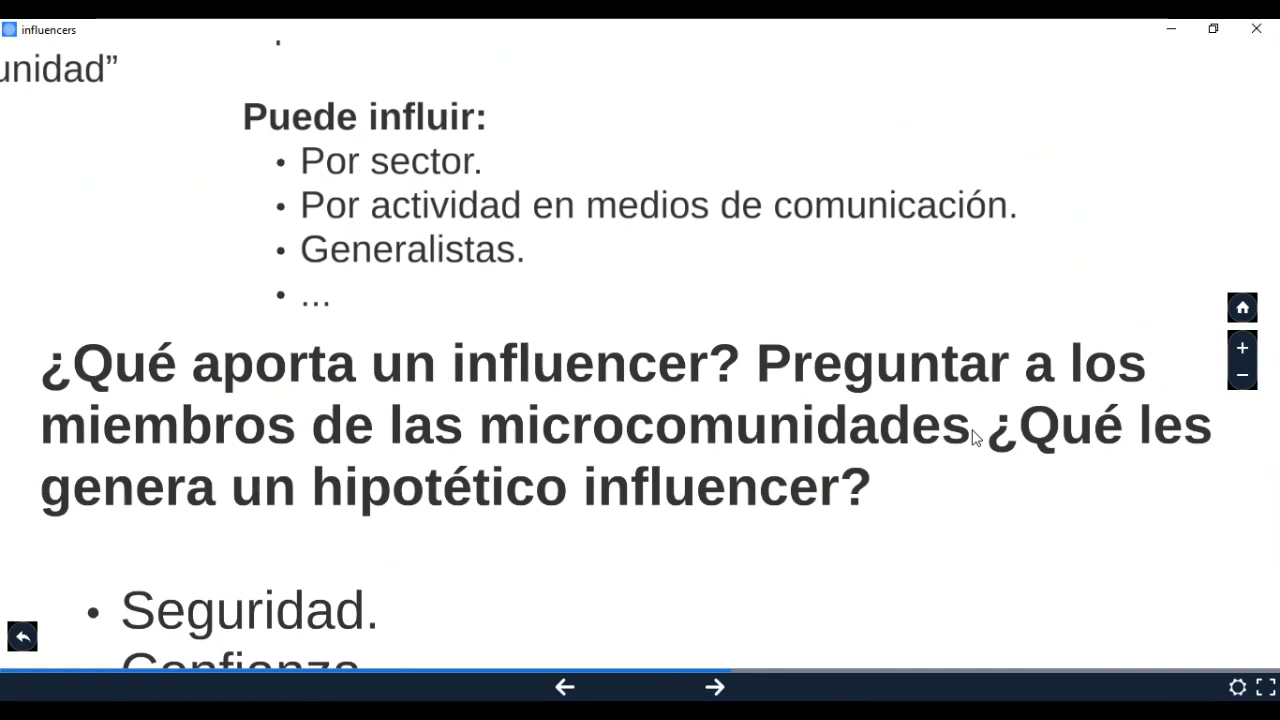 influencers
unidad”
Puede influir:
• Por sector.
• Por actividad en medios de comunicación.
• Generalistas.
• ...
¿Qué aporta un influencer? Preguntar a los
miembros de las microcomunidades ¿Qué les
genera un hipotético influencer?
• Seguridad.
Confianza